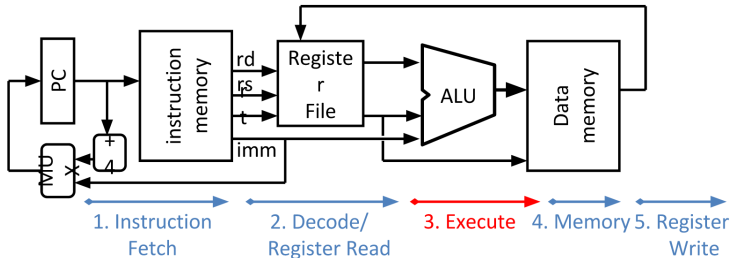 PC
instruction
memory
rd
rs
rt
imm
Registe
r
File
ALU
Data
memory
+
4
MU
X
1. Instruction
Fetch
2. Decode/
Register Read
3. Execute
4. Memory
5. Register
Write